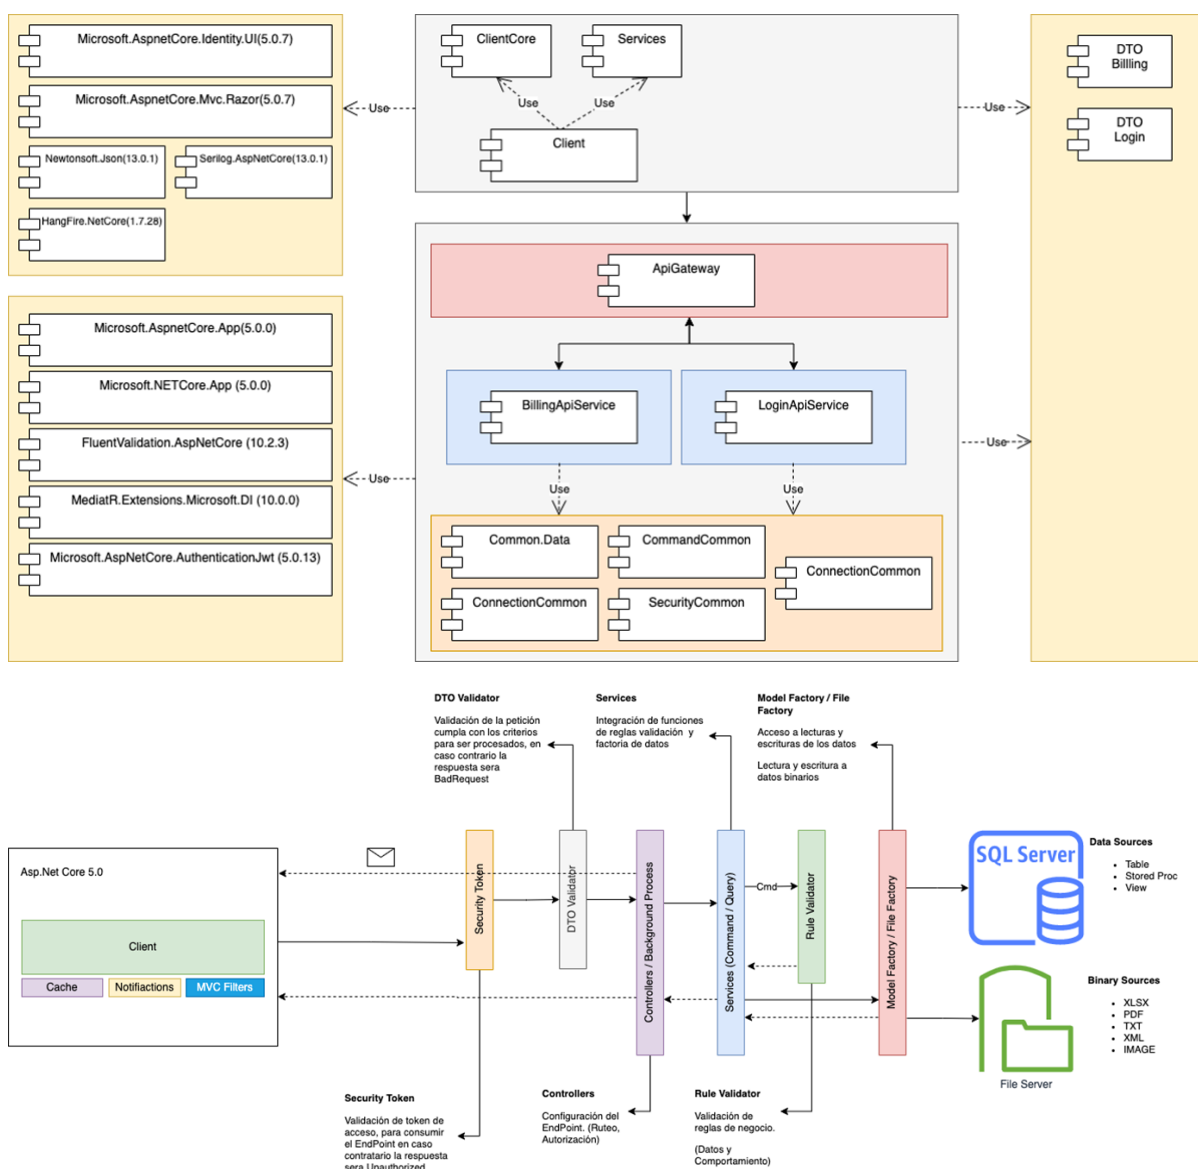 Microsoft.AspnetCore.Identity.UI(5.0.7)
Microsoft.AspnetCore.Mvc.Razor(5.0.7)
Newtonsoft.Json(13.0.1)
Serilog.AspNetCore(13.0.1)
HangFire.NetCore(1.7.28)
Use
ClientCore
Services
Use
Use
Client
Use
DTO
Billling
DTO
Login
Microsoft.AspnetCore.App(5.0.0)
Microsoft.NETCore.App (5.0.0)
FluentValidation.AspNetCore (10.2.3)
MediatR.Extensions.Microsoft.DI (10.0.0)
Microsoft.AspNetCore.AuthenticationJwt (5.0.13)
Use
ApiGateway
BillingApiService
LoginApiService
Use
Use
Use
Common.Data
CommandCommon
ConnectionCommon
ConnectionCommon
SecurityCommon
DTO Validator
Validación de la petición
cumpla con los criterios
para ser procesados, en
caso contrario la
respuesta sera
BadRequest
Services
Integración de funciones
de reglas validación y
factoria de datos
Model Factory / File
Factory
Acceso a lecturas y
escrituras de los datos
Lectura y escritura a
datos binarios
Asp.Net Core 5.0
Client
Cache
Notifiactions
MVC Filters
Security Token
DTO Validator
Controllers / Background Process
Services (Command / Query)
Cmd
Rule Validator
Model Factory / File Factory
SQL Server
Data Sources
• Table
• Stored Proc
• View
Binary Sources
• XLSX
• PDF
• TXT
• XML
• IMAGE
File Server
Security Token
Validación de token de
acceso, para consumir
el EndPoint en caso
contratario la respuesta
sera Unauthorized
Controllers
Configuración del
EndPoint. (Ruteo,
Autorización)
Rule Validator
Validación de
reglas de negocio.
(Datos y
Comportamiento)